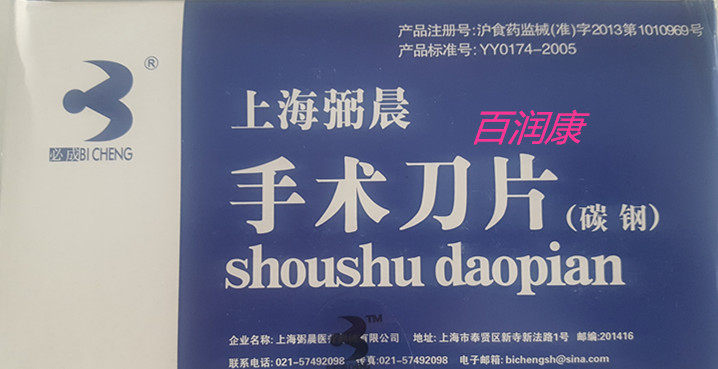 产品注册号:沪食药监械(准)字2013第1010969号
产品标准号:YY0174-2005
®
必成BI CHENG
上海弼晨
百润康
手术刀片(碳钢)
shoushu daopian
TM
企业名称:上海弼晨医 有限公司 地址:上海市奉贤区新寺新法路1号 邮编:201416
联系电话:021-57492098 传真:021-57492098 电子邮箱:bichengsh@sina.com